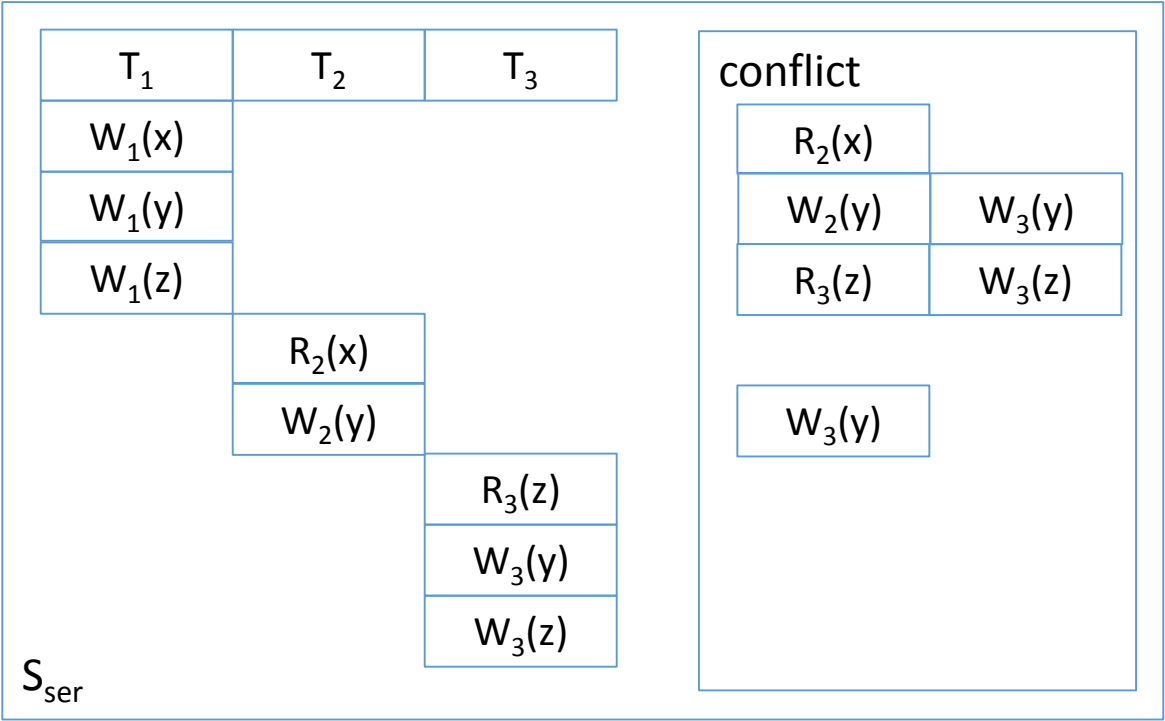 T₁ T₂ T₃ conflict
W₁(x) R₂(x)
W₁(y) W₂(y) W₃(y)
W₁(z) R₃(z) W₃(z)
R₂(x)
W₂(y) W₃(y)
R₃(z)
W₃(y)
W₃(z)
Sser